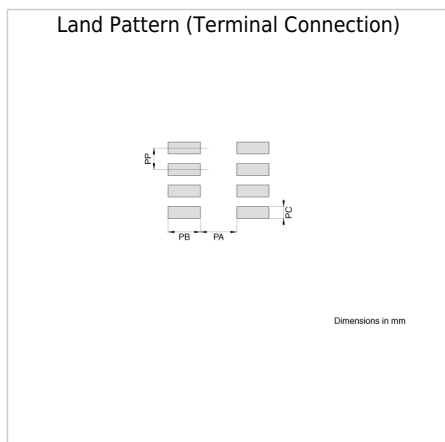 Land Pattern (Terminal Connection)
PP
PC
PB
PA
Dimensions in mm